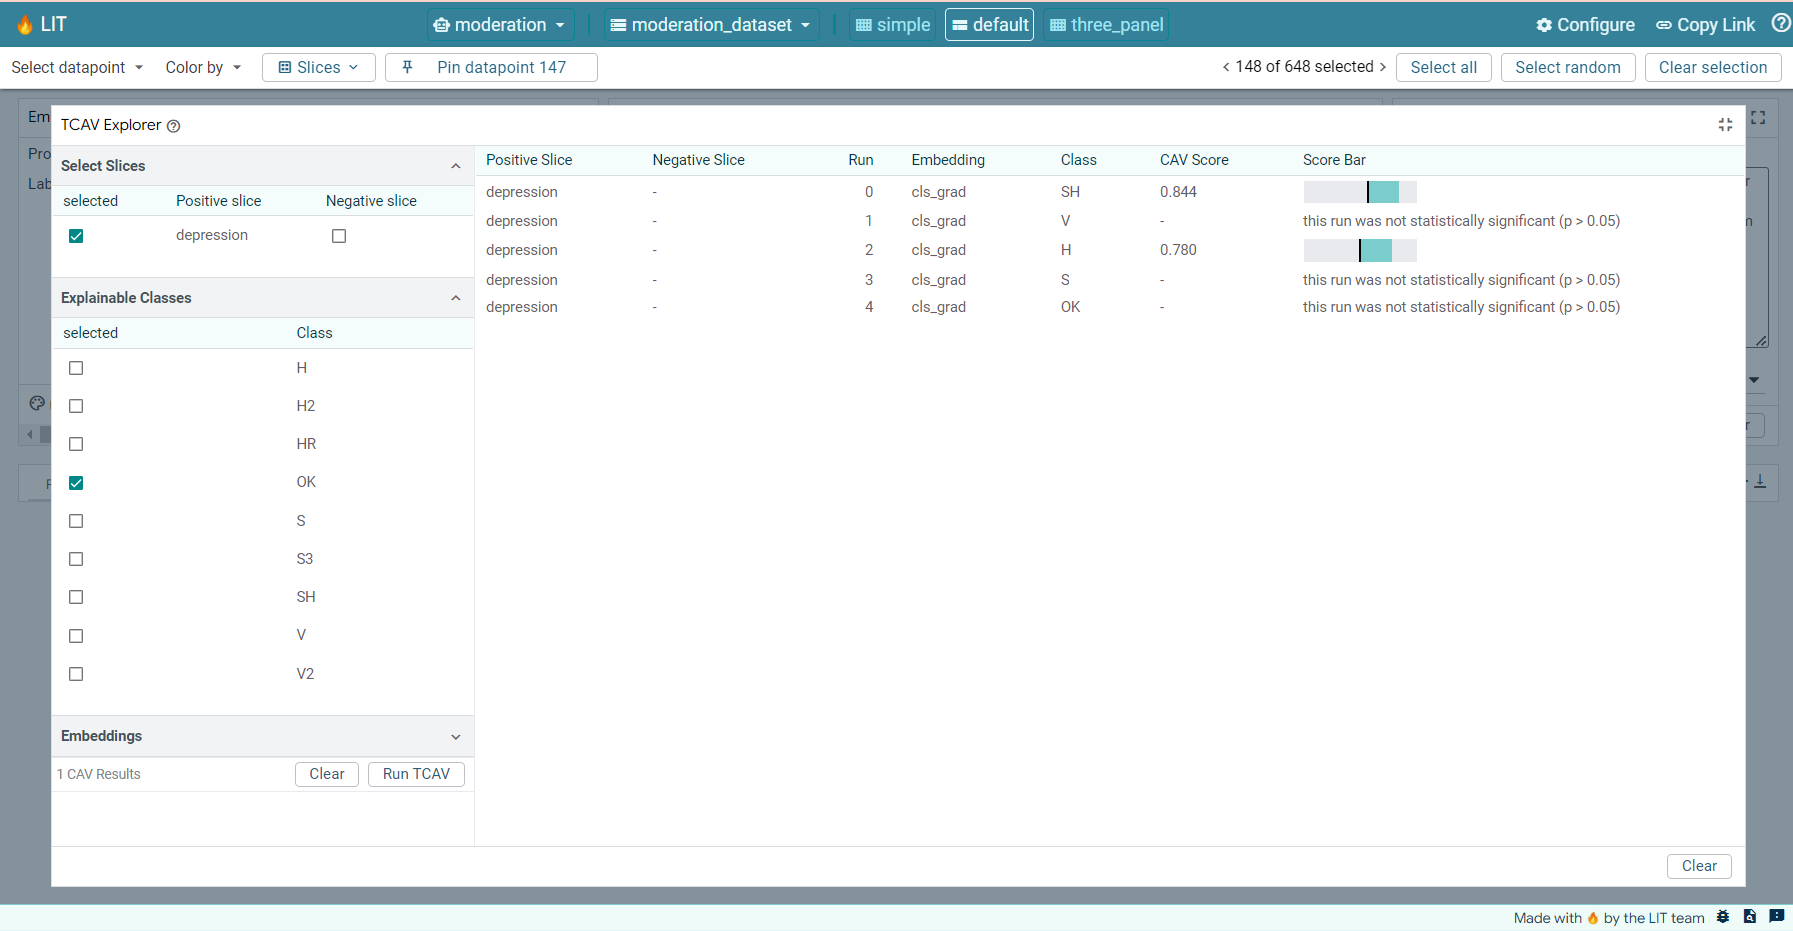 LIT moderation moderation_dataset simple default three_panel Configure Copy Link
Select datapoint Color by Slices Pin datapoint 147 148 of 648 selected Select all Select random Clear selection
Em
Pro
Lab
TCAV Explorer
Select Slices
selected Positive slice Negative slice
depression
Explainable Classes
selected Class
H
H2
HR
OK
S
S3
SH
V
V2
Embeddings
1 CAV Results Clear Run TCAV
Positive Slice Negative Slice Run Embedding Class CAV Score Score Bar
depression - 0 cls_grad SH 0.844
depression - 1 cls_grad V - this run was not statistically significant (p > 0.05)
depression - 2 cls_grad H 0.780
depression - 3 cls_grad S - this run was not statistically significant (p > 0.05)
depression - 4 cls_grad OK - this run was not statistically significant (p > 0.05)
Clear
Made with by the LIT team